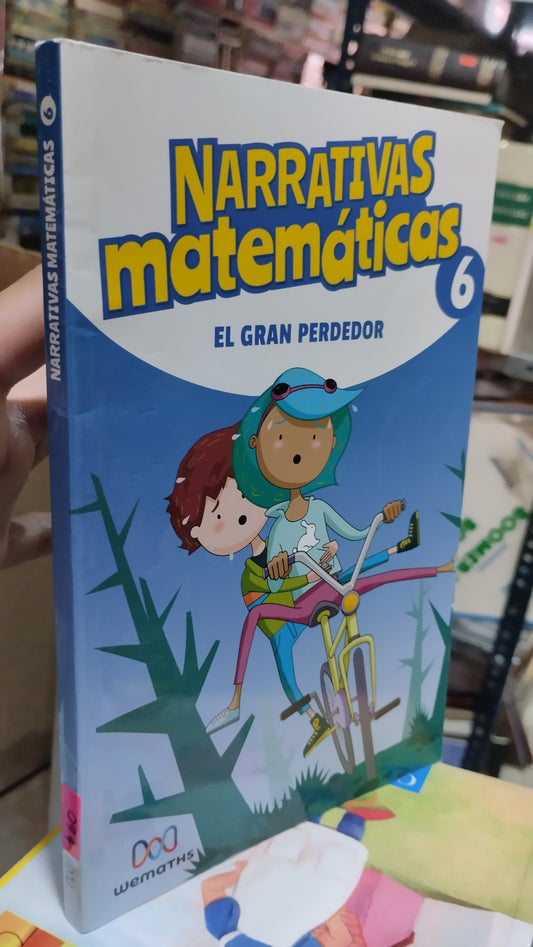 NARRATIVAS
matemáticas
6
EL GRAN PERDEDOR
WEMATHS
NARRATIVAS MATEMÁTICAS 6